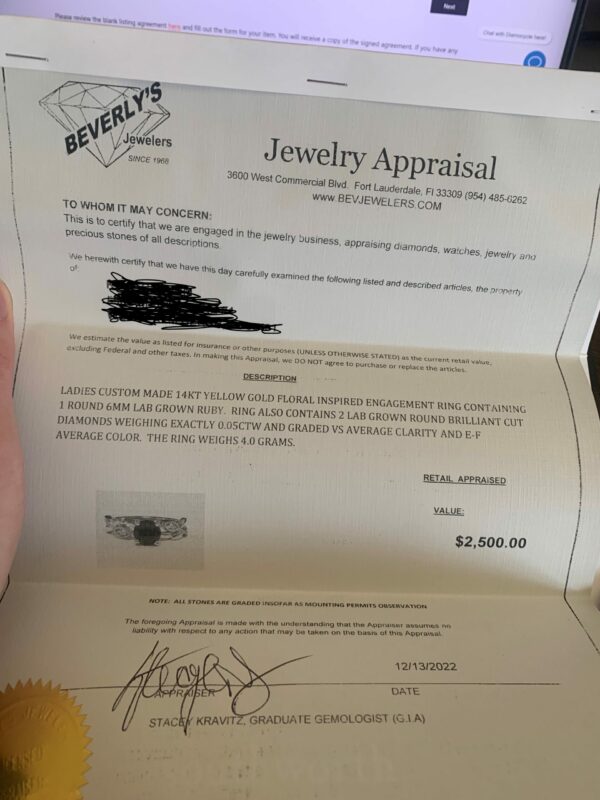 Next
Please review the blank listing agreement here and fill out the form for your item. You will receive a copy of the signed agreement. If you have any
Chat with Diamonds here!
BEVERLY'S
Jewelers
SINCE 1968
Jewelry Appraisal
3600 West Commercial Blvd. Fort Lauderdale, Fl 33309 (954) 485-6262
www.BEVJEWELERS.COM
TO WHOM IT MAY CONCERN:
This is to certify that we are engaged in the jewelry business, appraising diamonds, watches, jewelry and
precious stones of all descriptions.
We herewith certify that we have this day carefully examined the following listed and described articles, the property
of:
We estimate the value as listed for insurance or other purposes (UNLESS OTHERWISE STATED) as the current retail value,
excluding Federal and other taxes. In making this Appraisal, we DO NOT agree to purchase or replace the articles.
DESCRIPTION
LADIES CUSTOM MADE 14KT YELLOW GOLD FLORAL INSPIRED ENGAGEMENT RING CONTAINING
1 ROUND 6MM LAB GROWN RUBY. RING ALSO CONTAINS 2 LAB GROWN ROUND BRILLIANT CUT
DIAMONDS WEIGHING EXACTLY 0.05CTW AND GRADED VS AVERAGE CLARITY AND E-F
AVERAGE COLOR. THE RING WEIGHS 4.0 GRAMS.
RETAIL APPRAISED
VALUE:
$2,500.00
NOTE: ALL STONES ARE GRADED INSOFAR AS MOUNTING PERMITS OBSERVATION
The foregoing Appraisal is made with the understanding that the Appraiser assumes no
liability with respect to any action that may be taken on the basis of this Appraisal.
12/13/2022
APPRAISER
DATE
STACEY KRAVITZ, GRADUATE GEMOLOGIST (G.I.A)